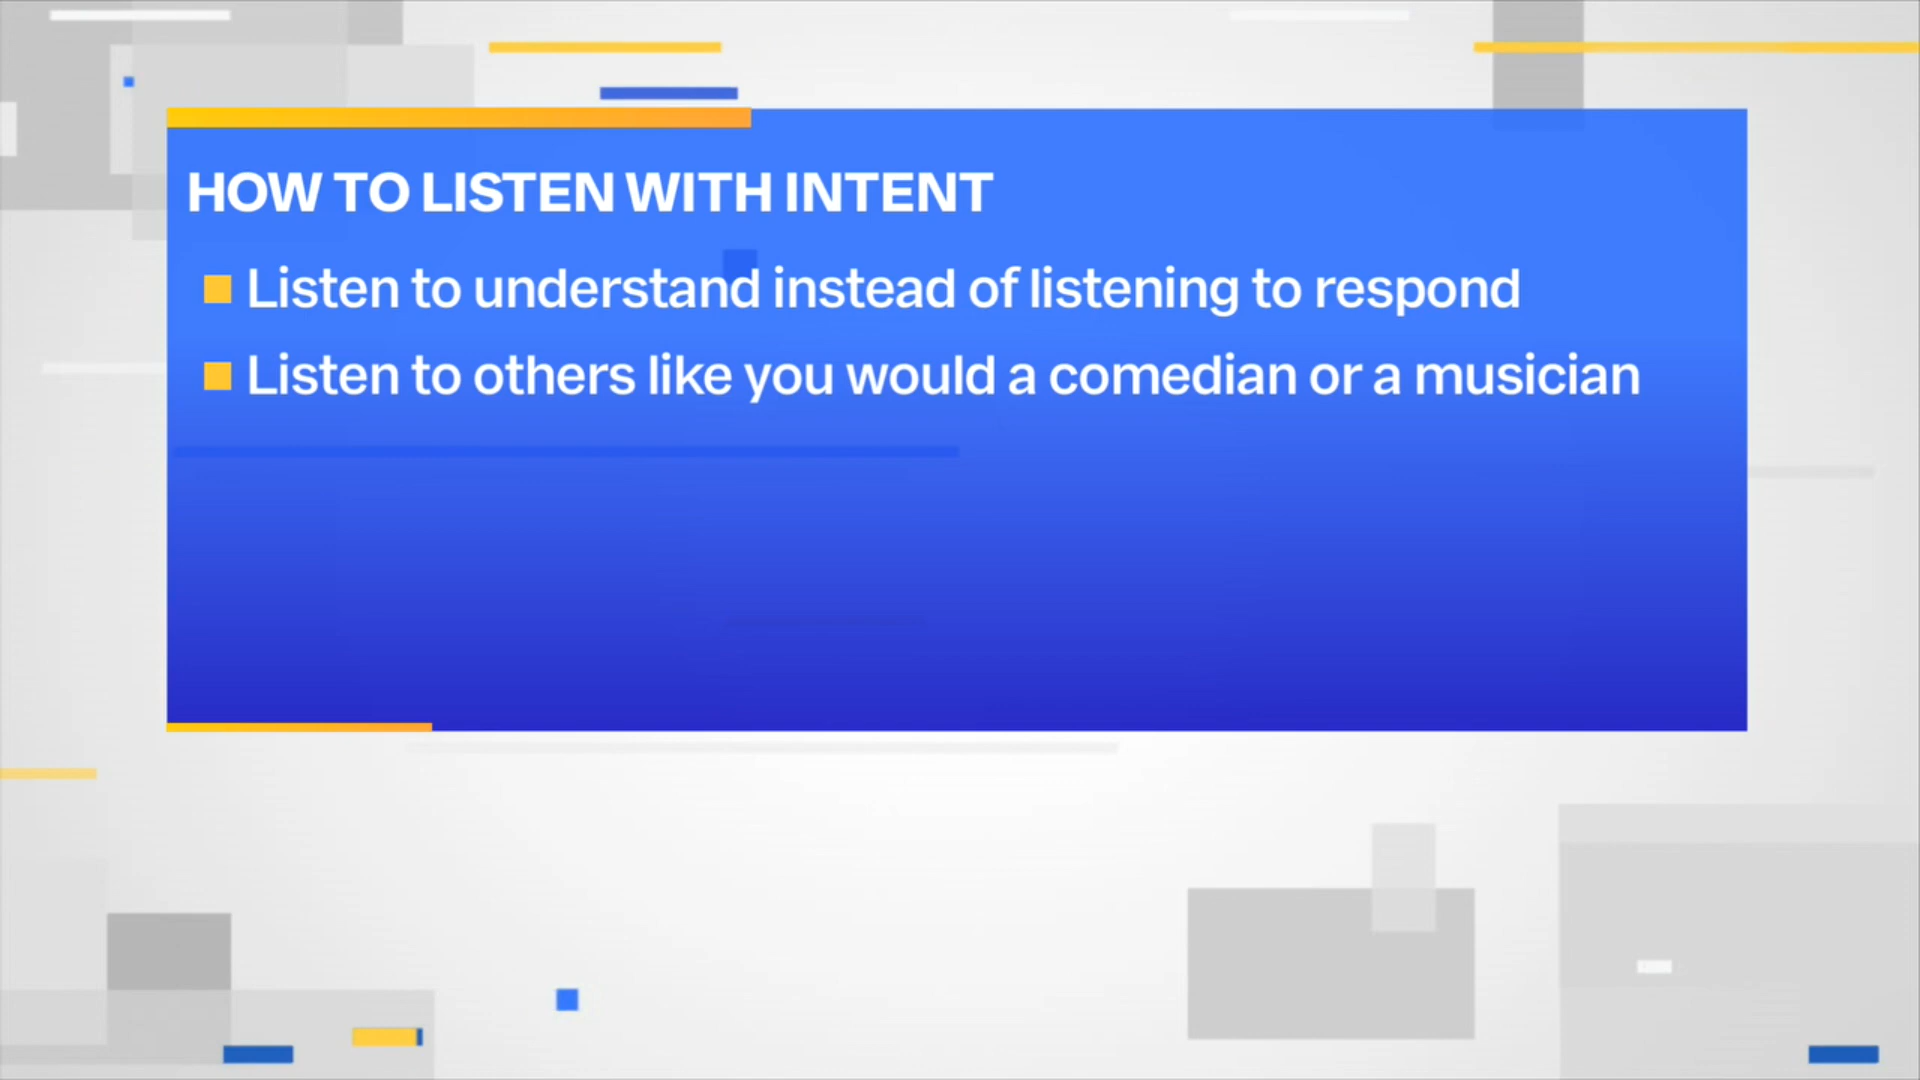 HOW TO LISTEN WITH INTENT
Listen to understand instead of listening to respond
Listen to others like you would a comedian or a musician